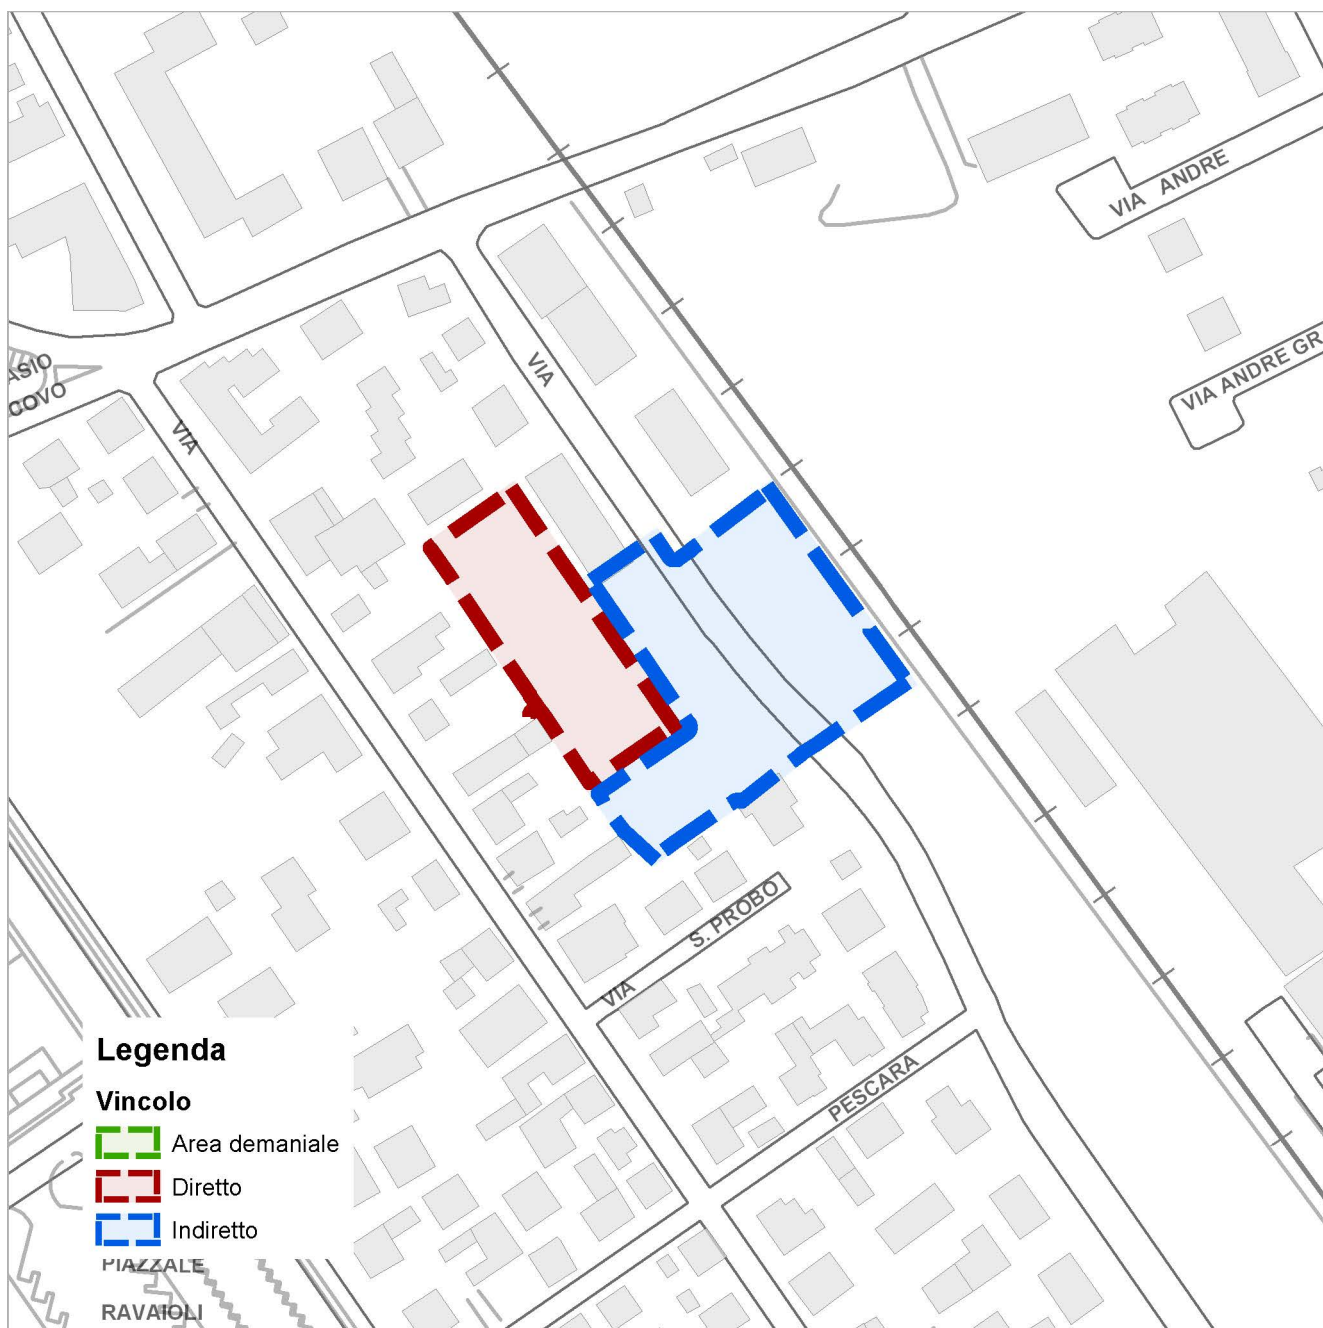 VIA ANDRE
VIA ANDRE GR
ASIO
COVO
VIA
VIA
S. PROBO
VIA
PESCARA
Legenda
Vincolo
Area demaniale
Diretto
Indiretto
PIAZZALE
RAVAIOLI